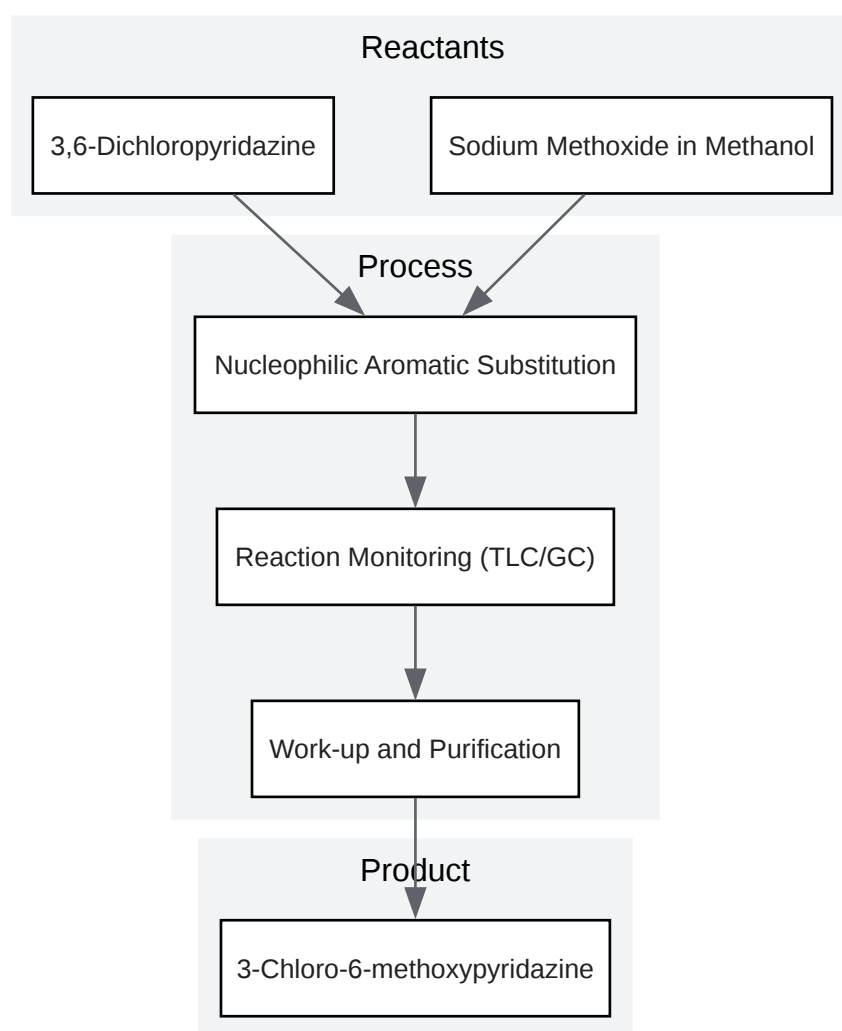 Reactants
3,6-Dichloropyridazine
Sodium Methoxide in Methanol
Process
Nucleophilic Aromatic Substitution
Reaction Monitoring (TLC/GC)
Work-up and Purification
Product
3-Chloro-6-methoxypyridazine